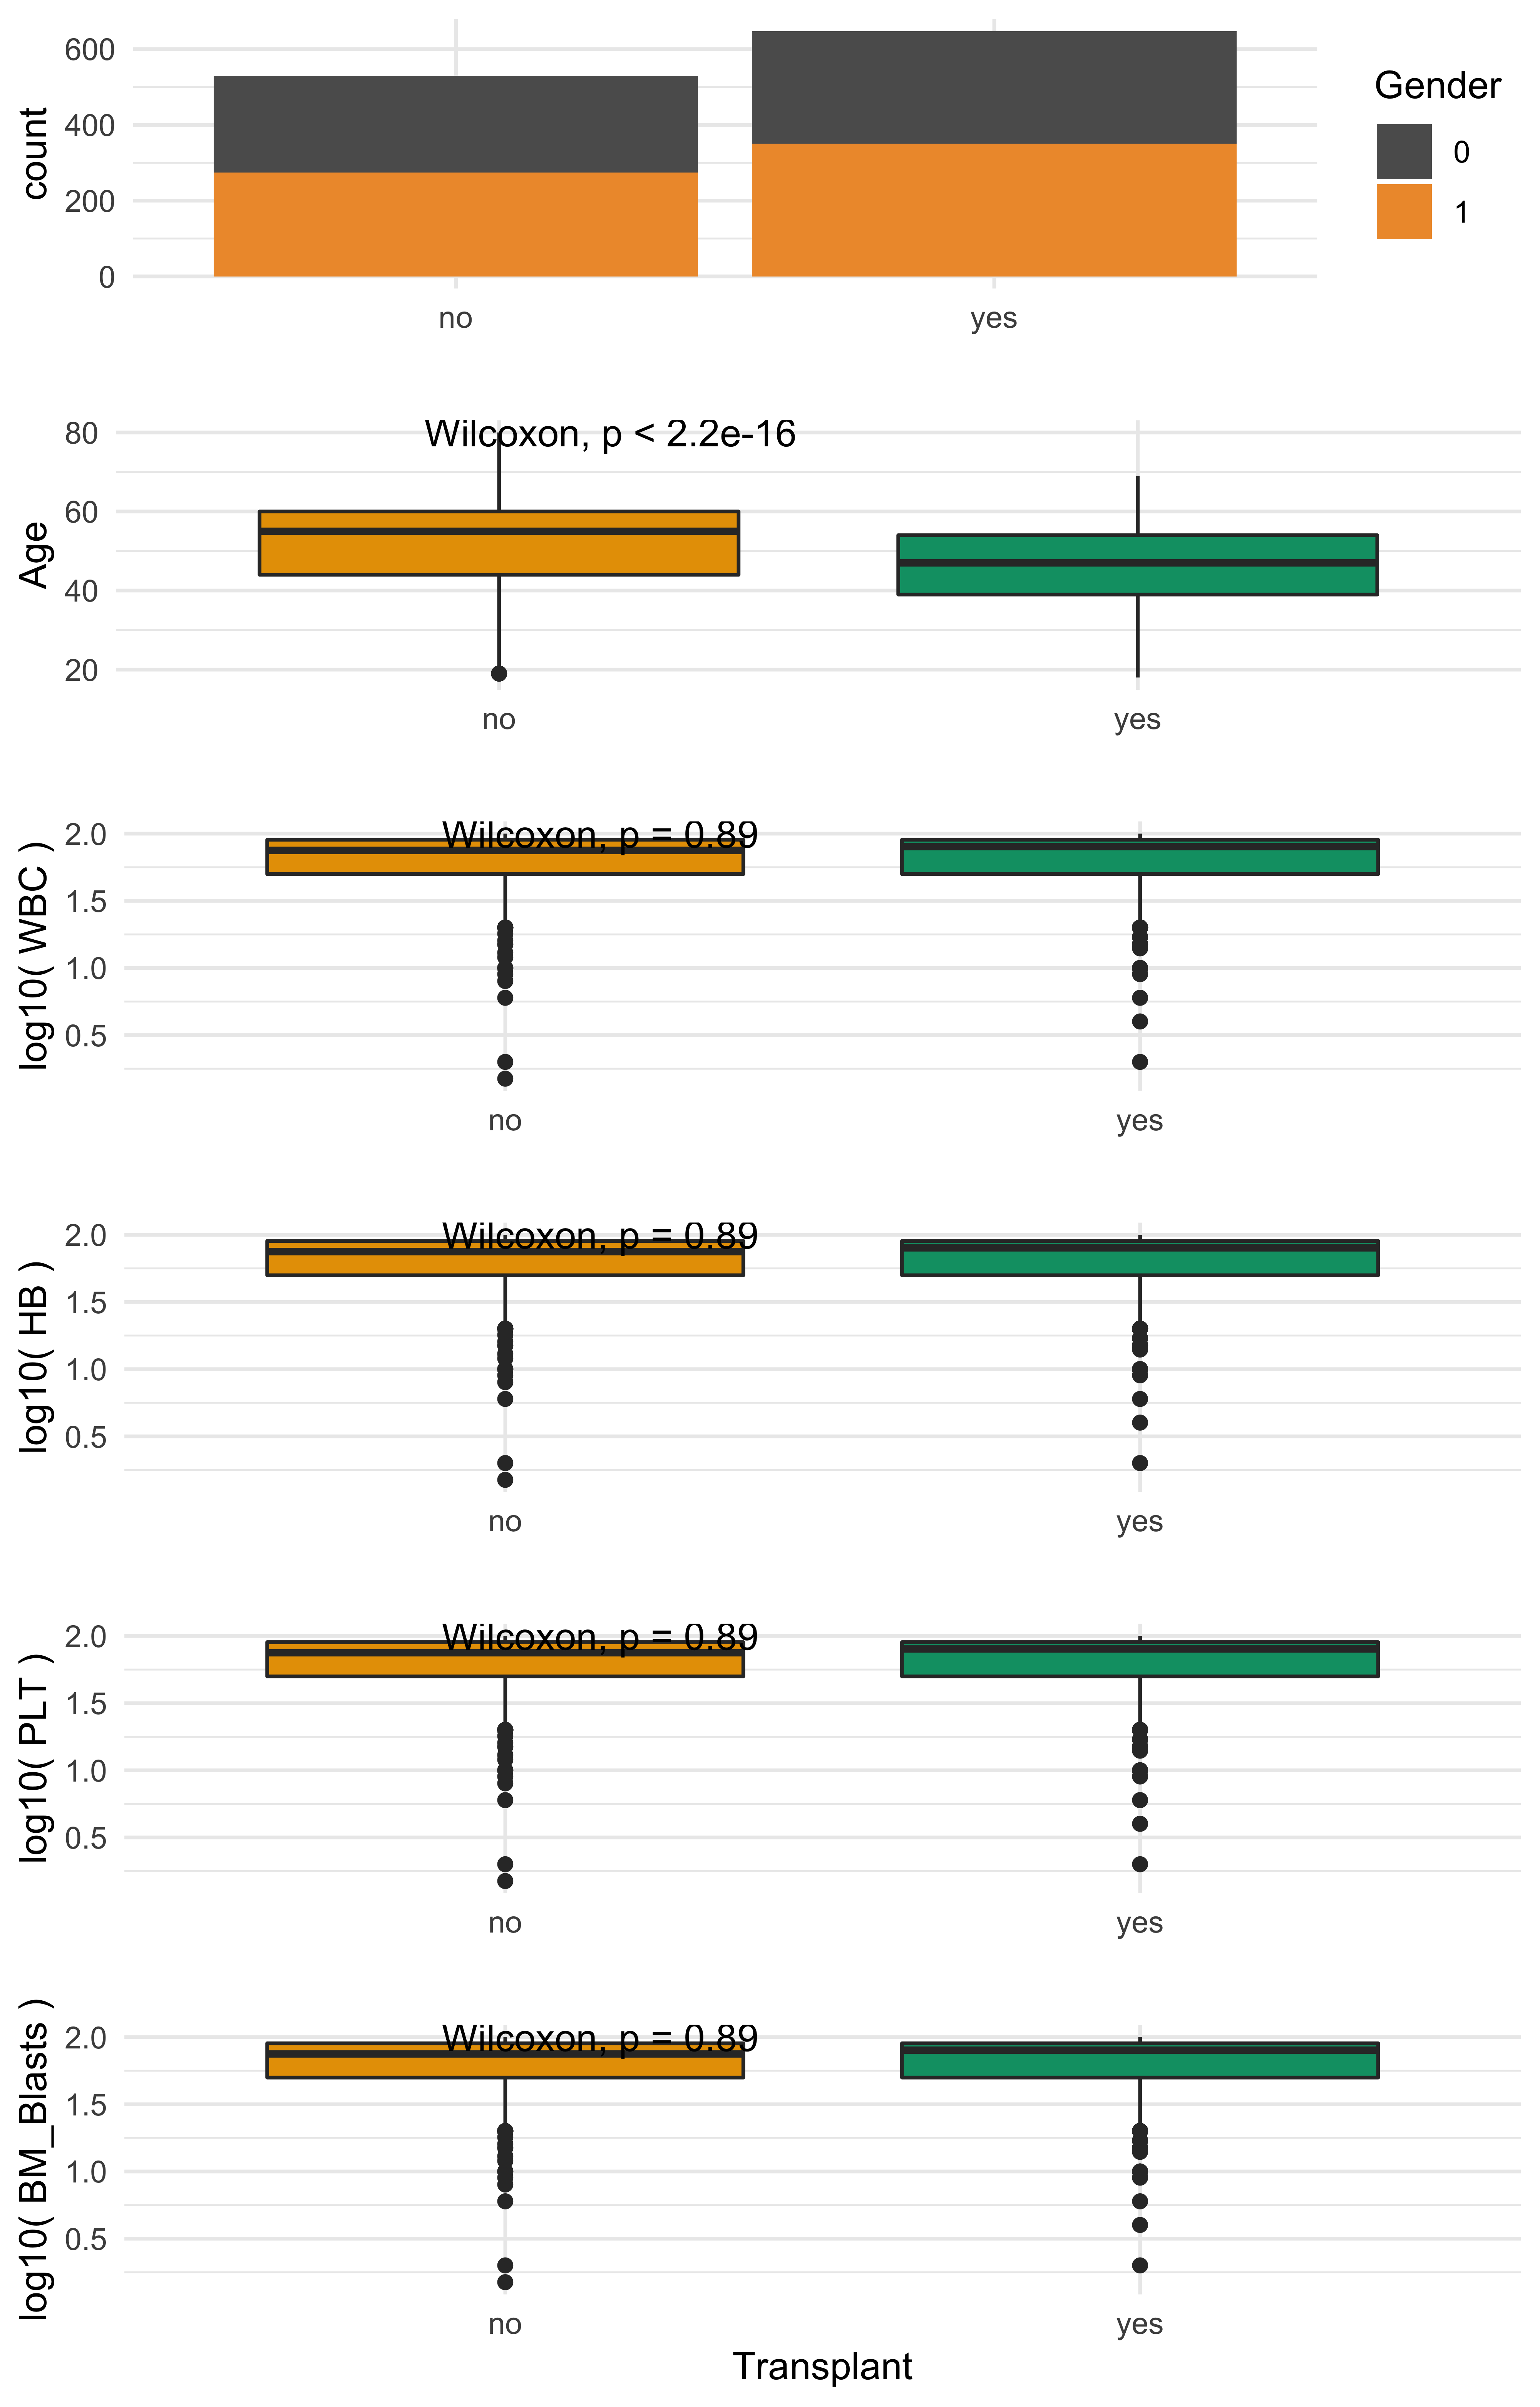 600
400
200
0
count
no
yes
Gender
0
1
Wilcoxon, p < 2.2e-16
80
60
40
20
Age
no
yes
Wilcoxon, p = 0.89
2.0
1.5
1.0
0.5
log10( WBC )
no
yes
Wilcoxon, p = 0.89
2.0
1.5
1.0
0.5
log10( HB )
no
yes
Wilcoxon, p = 0.89
2.0
1.5
1.0
0.5
log10( PLT )
no
yes
Wilcoxon, p = 0.89
2.0
1.5
1.0
0.5
log10( BM_Blasts )
no
yes
Transplant